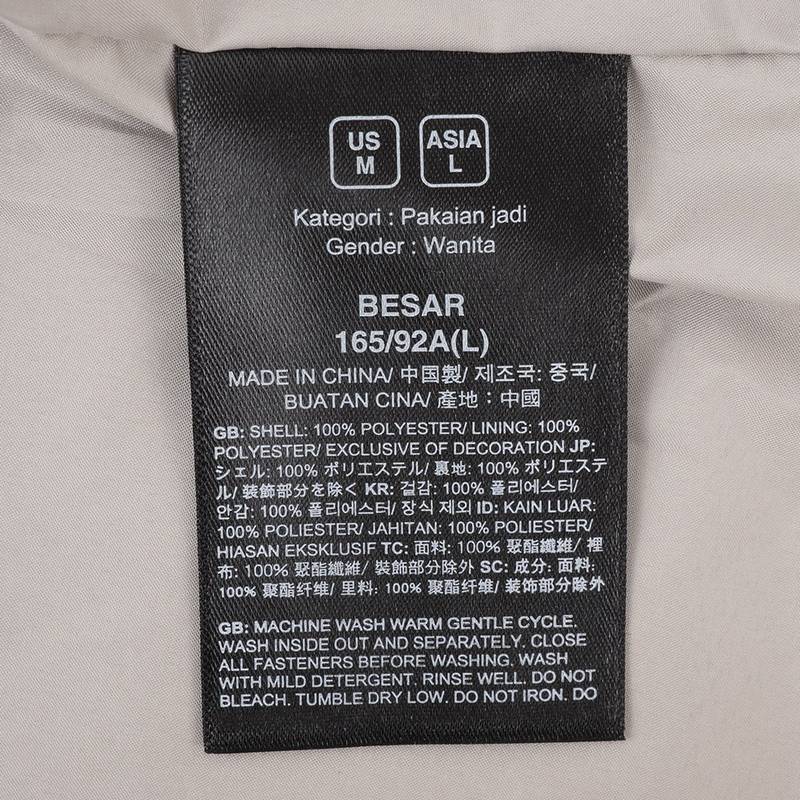 US
M
ASIA
L
Kategori : Pakaian jadi
Gender : Wanita
BESAR
165/92A(L)
MADE IN CHINA/ 中国製/ 제조국: 중국/
BUATAN CINA/ 產地：中國
GB: SHELL: 100% POLYESTER/ LINING: 100%
POLYESTER/ EXCLUSIVE OF DECORATION JP:
シェル: 100% ポリエステル/ 裏地: 100% ポリエステ
ル/ 装飾部分を除く KR: 겉감: 100% 폴리에스터/
안감: 100% 폴리에스터/ 장식 제외 ID: KAIN LUAR:
100% POLIESTER/ JAHITAN: 100% POLIESTER/
HIASAN EKSKLUSIF TC: 面料: 100% 聚酯纖維/ 裡
布: 100% 聚酯纖維/ 裝飾部分除外 SC: 成分: 面料:
100% 聚酯纤维/ 里料: 100% 聚酯纤维/ 装饰部分除外
GB: MACHINE WASH WARM GENTLE CYCLE.
WASH INSIDE OUT AND SEPARATELY. CLOSE
ALL FASTENERS BEFORE WASHING. WASH
WITH MILD DETERGENT. RINSE WELL. DO NOT
BLEACH. TUMBLE DRY LOW. DO NOT IRON. DO